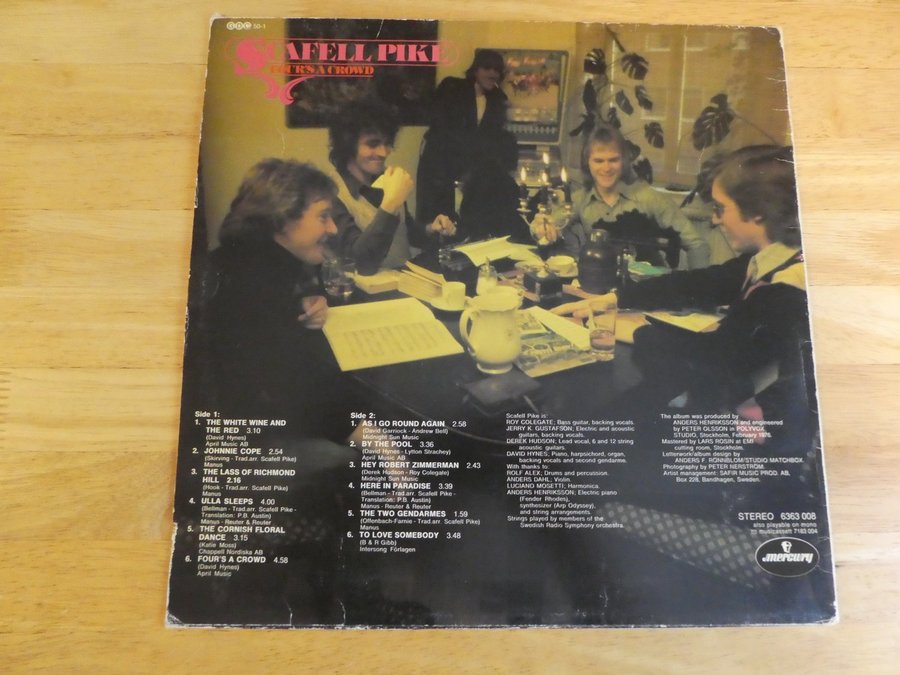 GDC 50-1
SCAFELL PIKE
FOUR'S A CROWD
Side 1:
1. THE WHITE WINE AND
THE RED 3.10
(David Hynes)
April Music AB
2. JOHNNIE COPE 2.54
(Skirving - Trad.arr. Scafell Pike)
Manus
3. THE LASS OF RICHMOND
HILL 2.16
(Hook - Trad.arr. Scafell Pike)
Manus
4. ULLA SLEEPS 4.00
(Bellman - Trad.arr. Scafell Pike -
Translation: P.B. Austin)
Manus - Reuter & Reuter
5. THE CORNISH FLORAL
DANCE 3.15
(Katie Moss)
Chappell Nordiska AB
6. FOUR'S A CROWD 4.58
(David Hynes)
April Music
Side 2:
1. AS I GO ROUND AGAIN 2.58
(David Garriock - Andrew Bell)
Midnight Sun Music
2. BY THE POOL 3.36
(David Hynes - Lytton Strachey)
April Music AB
3. HEY ROBERT ZIMMERMAN 2.43
(Derek Hudson - Roy Colegate)
Midnight Sun Music
4. HERE IN PARADISE 3.39
(Bellman - Trad.arr. Scafell Pike -
Translation: P.B. Austin)
Manus - Reuter & Reuter
5. THE TWO GENDARMES 1.59
(Offenbach-Farnie - Trad.arr. Scafell Pike)
Manus
6. TO LOVE SOMEBODY 3.48
(B & R Gibb)
Intersong Förlagen
Scafell Pike is:
ROY COLEGATE; Bass guitar, backing vocals.
JERRY K. GUSTAFSON; Electric and acoustic
guitars, backing vocals.
DEREK HUDSON; Lead vocal, 6 and 12 string
acoustic guitars.
DAVID HYNES; Piano, harpsichord, organ,
backing vocals and second gendarme.
With thanks to:
ROLF ALEX; Drums and percussion.
ANDERS DAHL; Violin.
LUCIANO MOSETTI; Harmonica.
ANDERS HENRIKSSON; Electric piano
(Fender Rhodes),
synthesizer (Arp Odyssey),
and string arrangements.
Strings played by members of the
Swedish Radio Symphony orchestra.
The album was produced by
ANDERS HENRIKSSON and engineered
by PETER OLSSON in POLYVOX
STUDIO, Stockholm, February 1976.
Mastered by LARS ROSIN at EMI
cutting room, Stockholm.
Letterwork/album design by
ANDERS F. RÖNNBLOM/STUDIO MATCHBOX.
Photography by PETER NERSTRÖM.
Artist management: SAFIR MUSIC PROD. AB,
Box 228, Bandhagen, Sweden.
STEREO 6363 008
also playable on mono
musicassett 7183 004
mercury